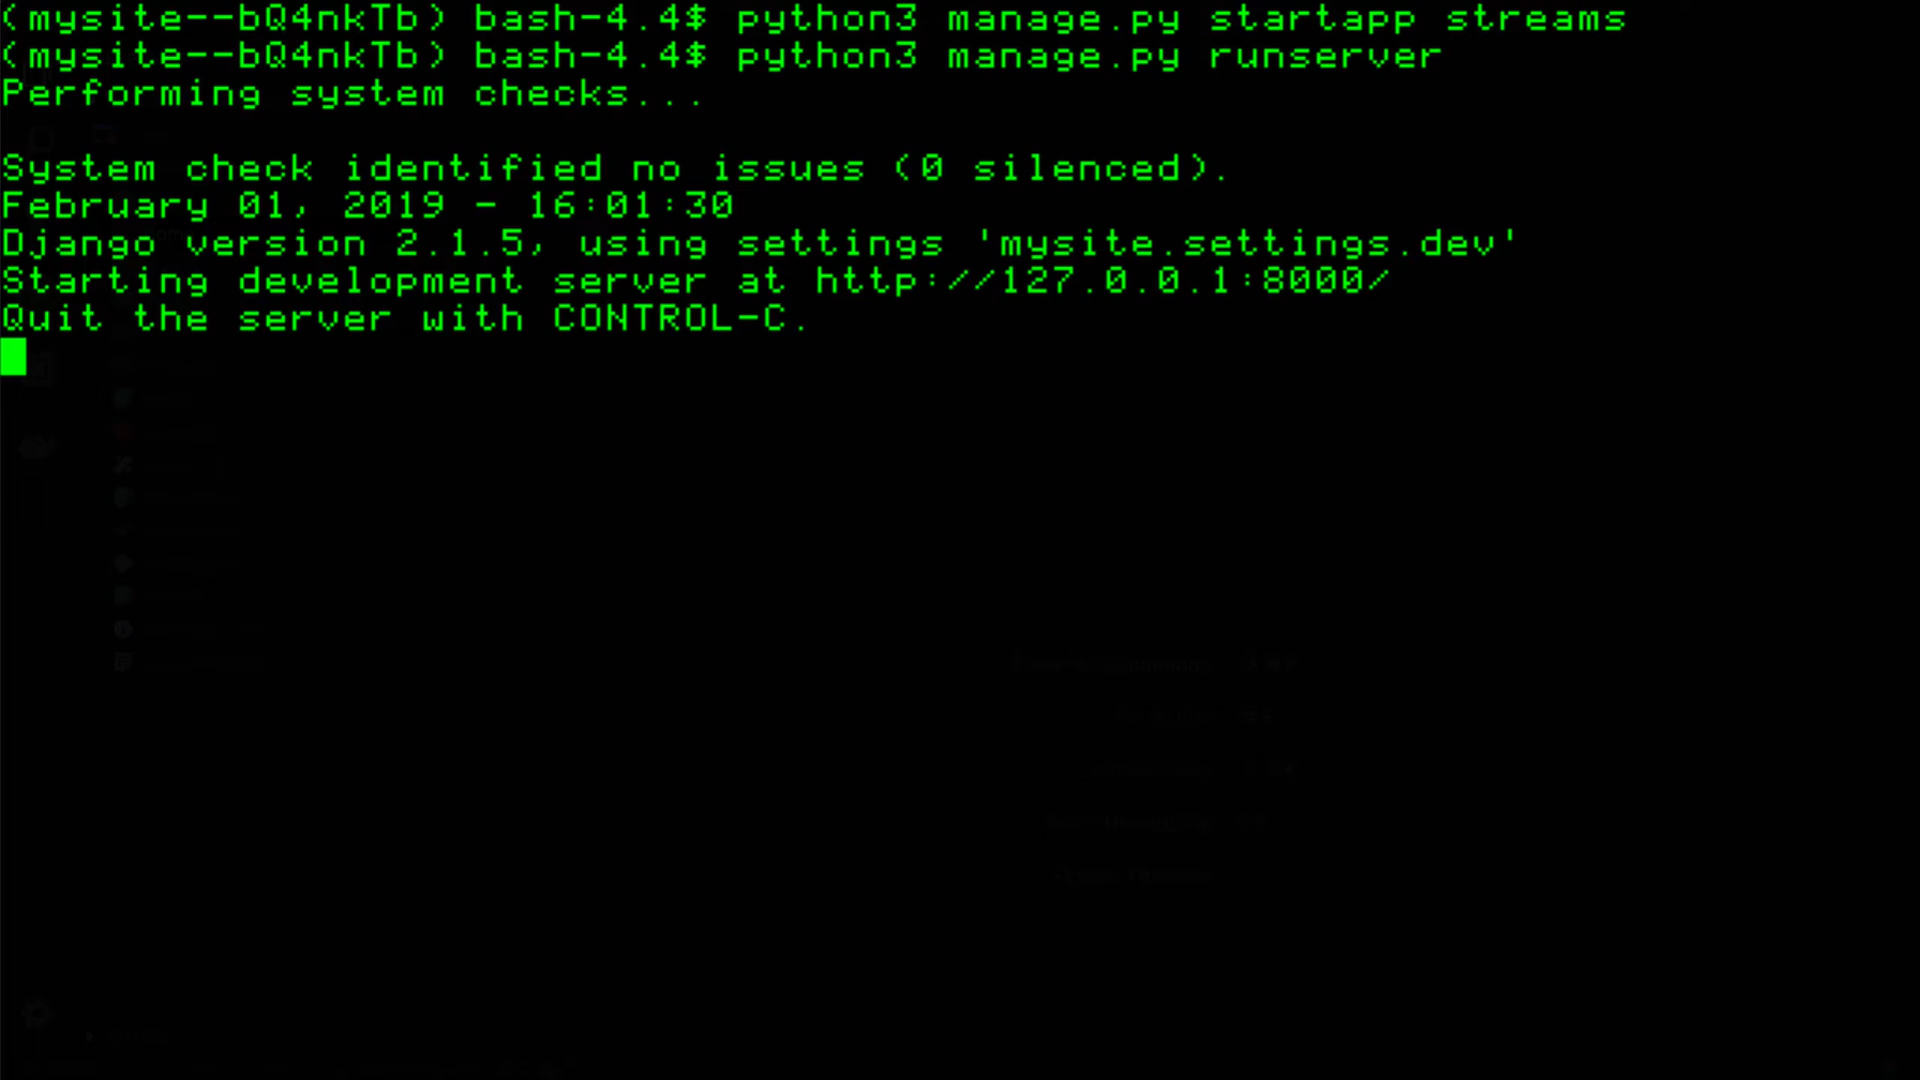 (mysite--bQ4nkTb) bash-4.4$ python3 manage.py startapp streams
(mysite--bQ4nkTb) bash-4.4$ python3 manage.py runserver
Performing system checks...
System check identified no issues (0 silenced).
February 01, 2019 - 16:01:30
Django version 2.1.5, using settings 'mysite.settings.dev'
Starting development server at http://127.0.0.1:8000/
Quit the server with CONTROL-C.